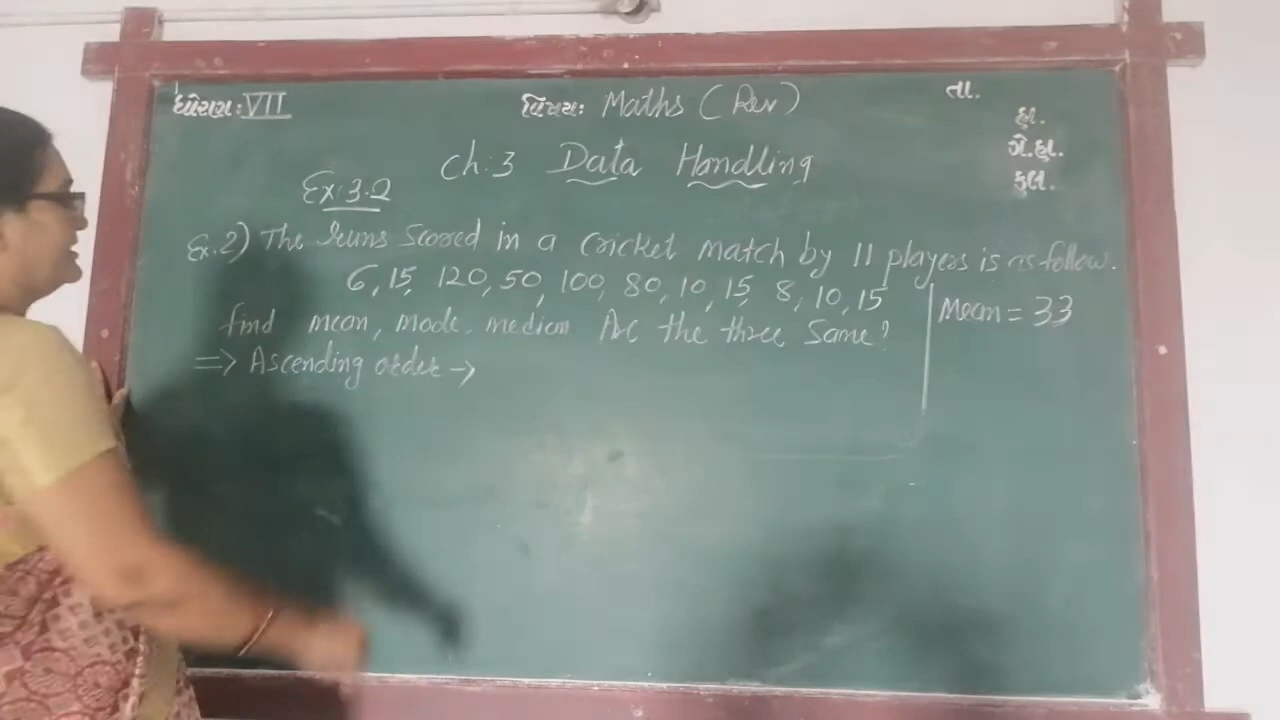 ધોરણ: VII
વિષય: Maths (Rev)
તા.
હા.
ગે.હા.
કુલ.
Ch:3 Data Handling
Ex:3.2
Ex.2) The runs scored in a cricket match by 11 players is as follow.
6, 15, 120, 50, 100, 80, 10, 15, 8, 10, 15
find mean, mode, median Are the three same?
Mean = 33
=> Ascending order →